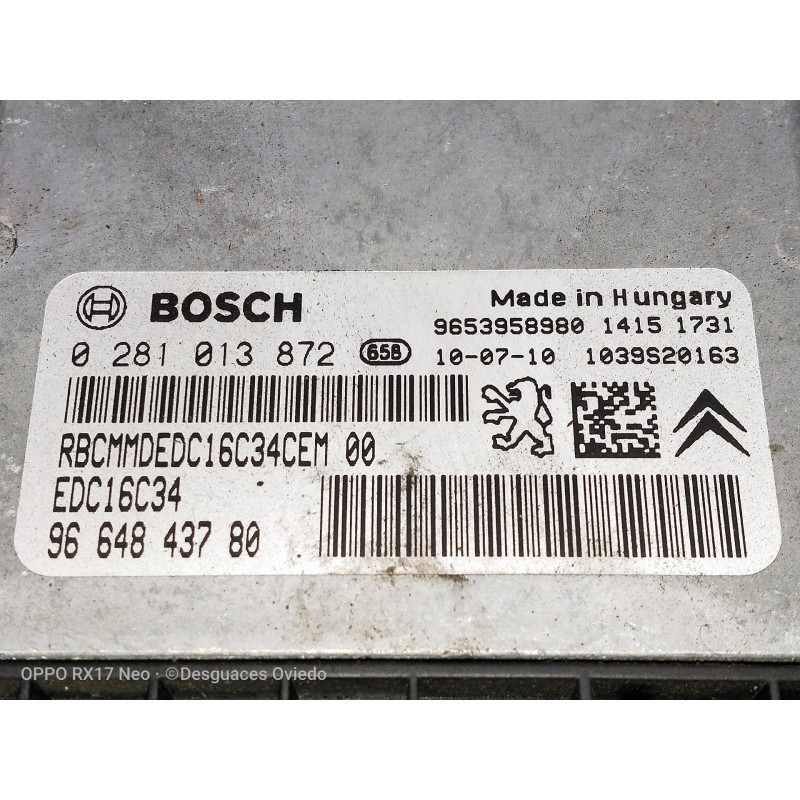 BOSCH
Made in Hungary
9653958980 1415 1731
0 281 013 872 65B 10-07-10 1039S20163
RBCMMDEDC16C34CEM 00
EDC16C34
96 648 437 80
OPPO RX17 Neo · ©Desguaces Oviedo